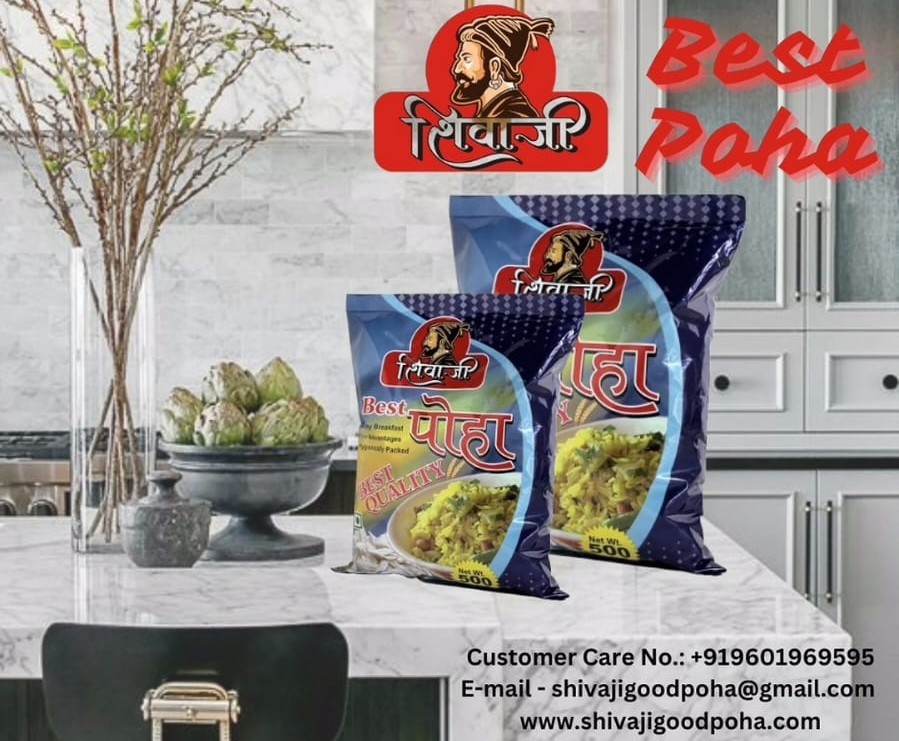 शिवाजी
Best
Poha
शिवाजी
शिवाजी
Best
पोहा
Breakfast
Advantages
Packed
BEST
QUALITY
Net Wt.
500
Net Wt.
500
Customer Care No.: +919601969595
E-mail - shivajigoodpoha@gmail.com
www.shivajigoodpoha.com